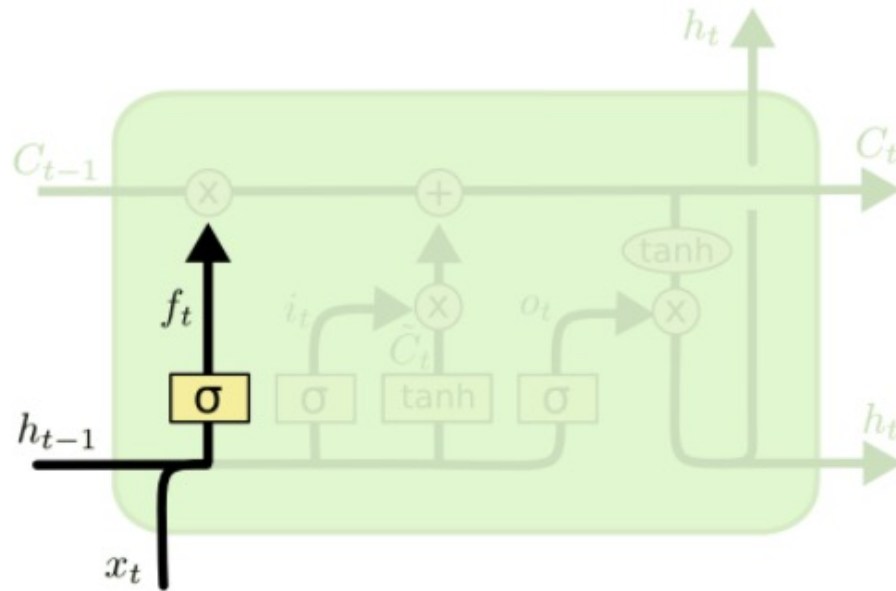 h_t
C_{t-1} × + C_t
tanh
f_t i_t × o_t ×
C̃_t
σ σ tanh σ
h_{t-1} h_t
x_t